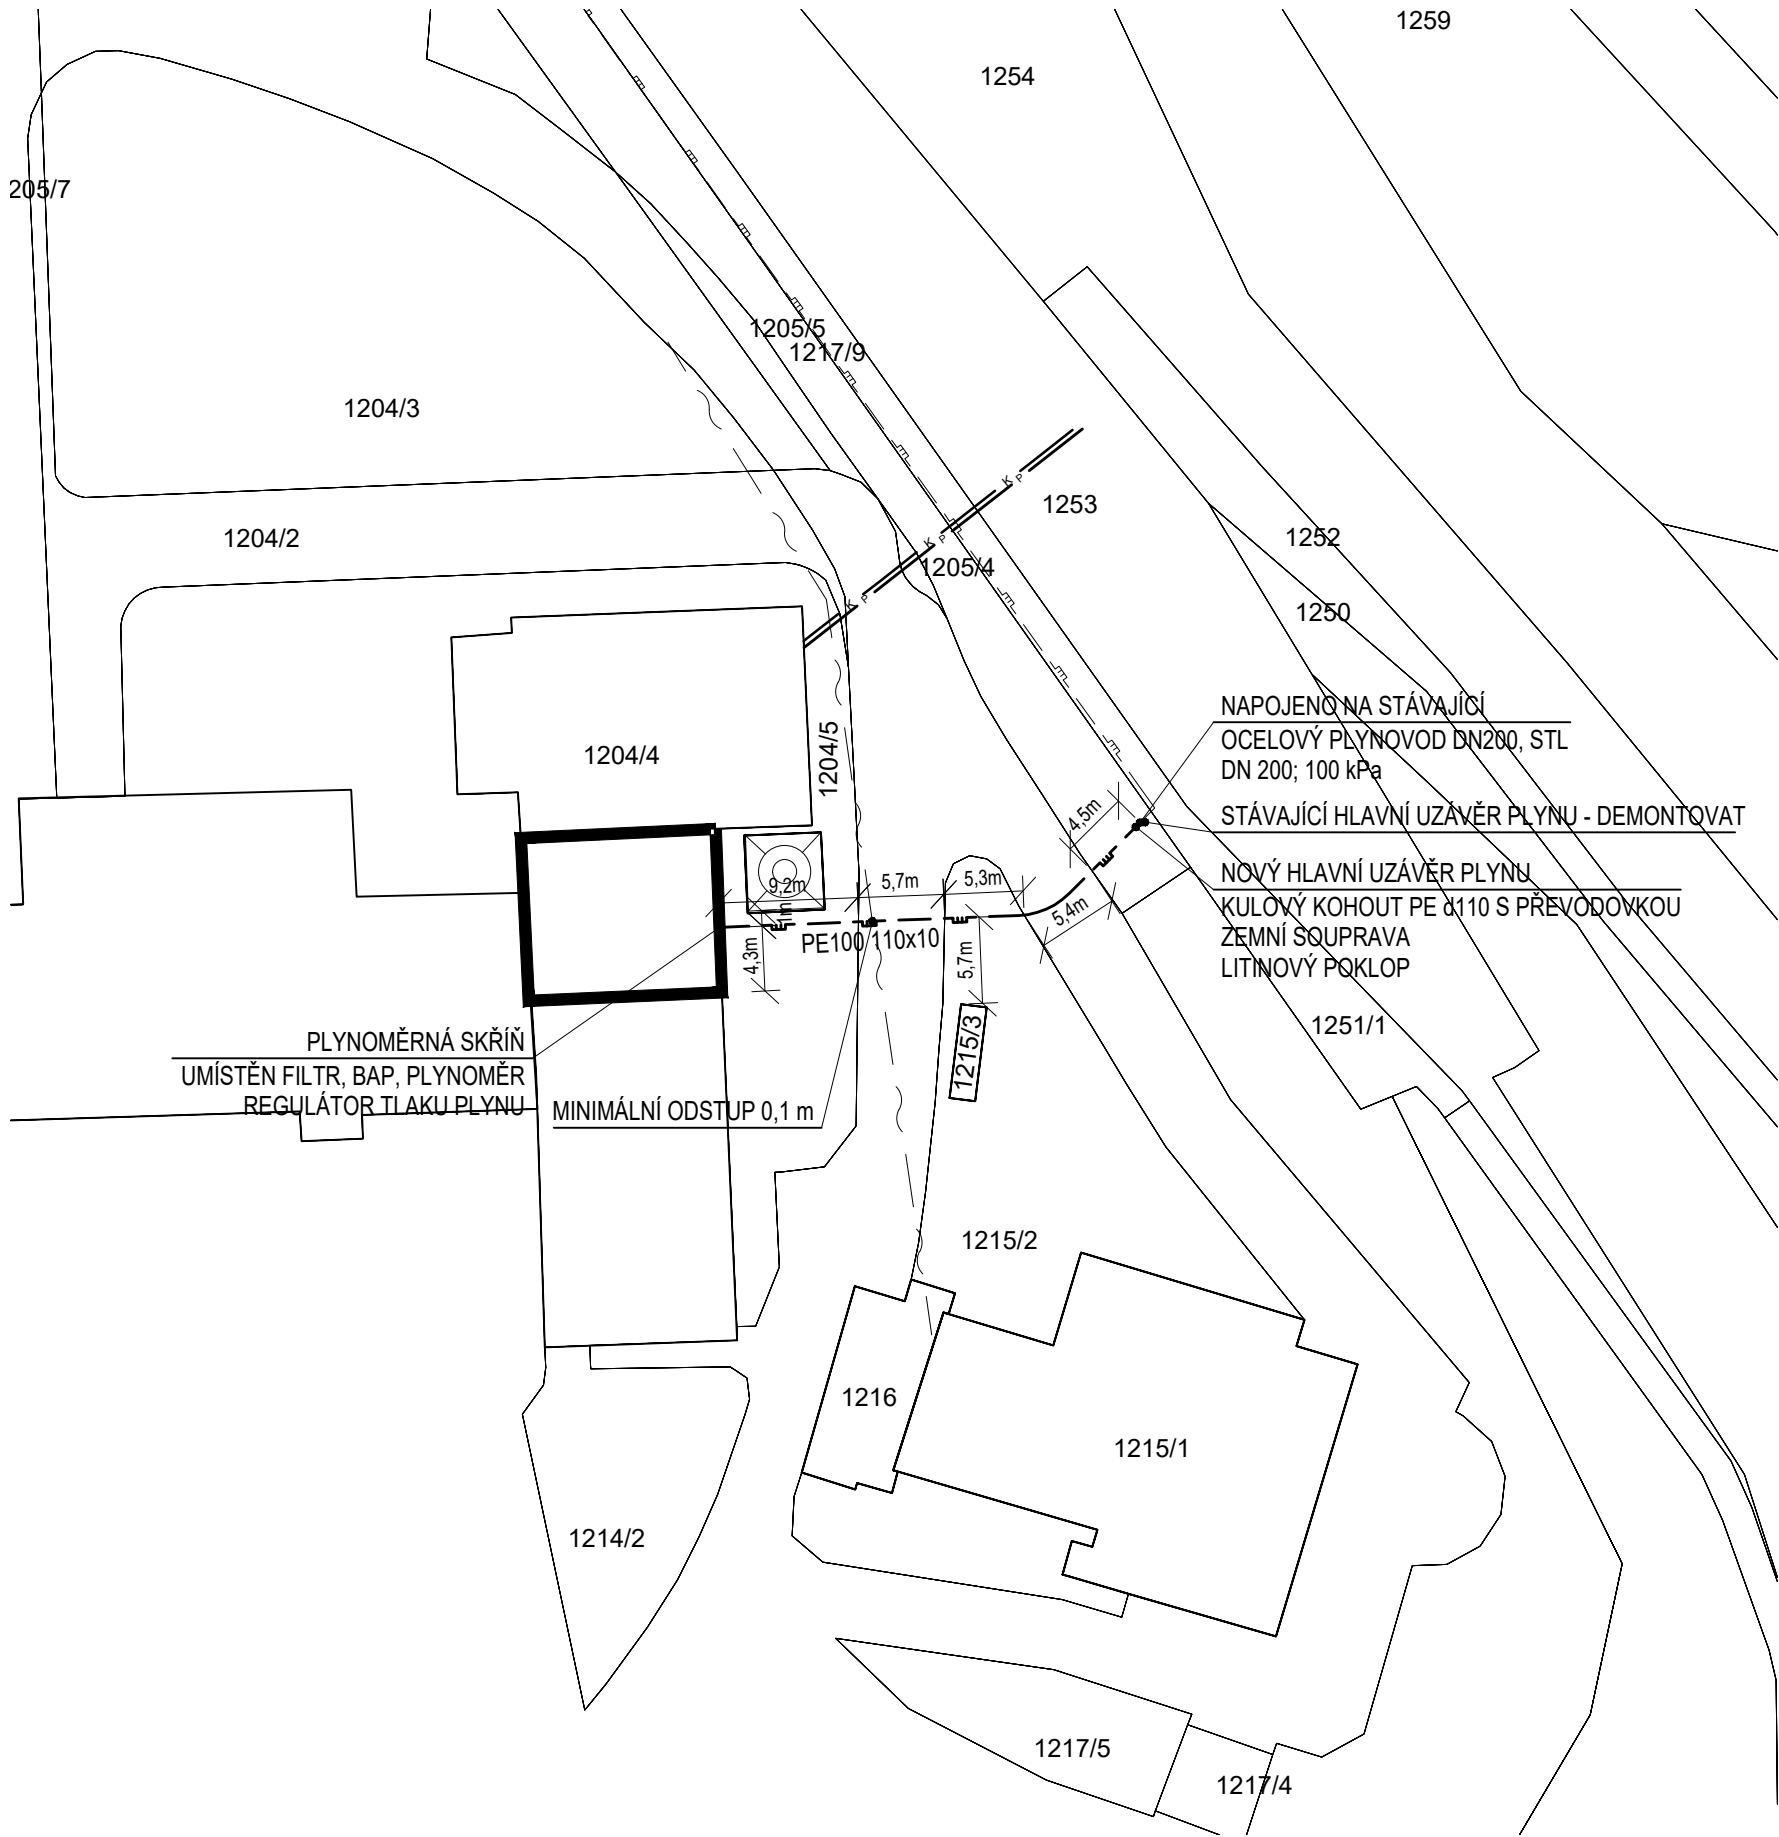 1259
1254
205/7
1205/5
1217/9
1204/3
1253
1204/2
1252
1205/4
1250
K
P
K
P
K
P
NAPOJENO NA STÁVAJÍCÍ
OCELOVÝ PLYNOVOD DN200, STL
DN 200; 100 kPa
1204/4
1204/5
4,5m
STÁVAJÍCÍ HLAVNÍ UZÁVĚR PLYNU - DEMONTOVAT
NOVÝ HLAVNÍ UZÁVĚR PLYNU
KULOVÝ KOHOUT PE d110 S PŘEVODOVKOU
ZEMNÍ SOUPRAVA
LITINOVÝ POKLOP
9,2m
5,7m
5,3m
5,4m
1m
PE100 110x10
4,3m
5,7m
1215/3
1251/1
PLYNOMĚRNÁ SKŘÍŇ
UMÍSTĚN FILTR, BAP, PLYNOMĚR
REGULÁTOR TLAKU PLYNU
MINIMÁLNÍ ODSTUP 0,1 m
1215/2
1216
1215/1
1214/2
1217/5
1217/4